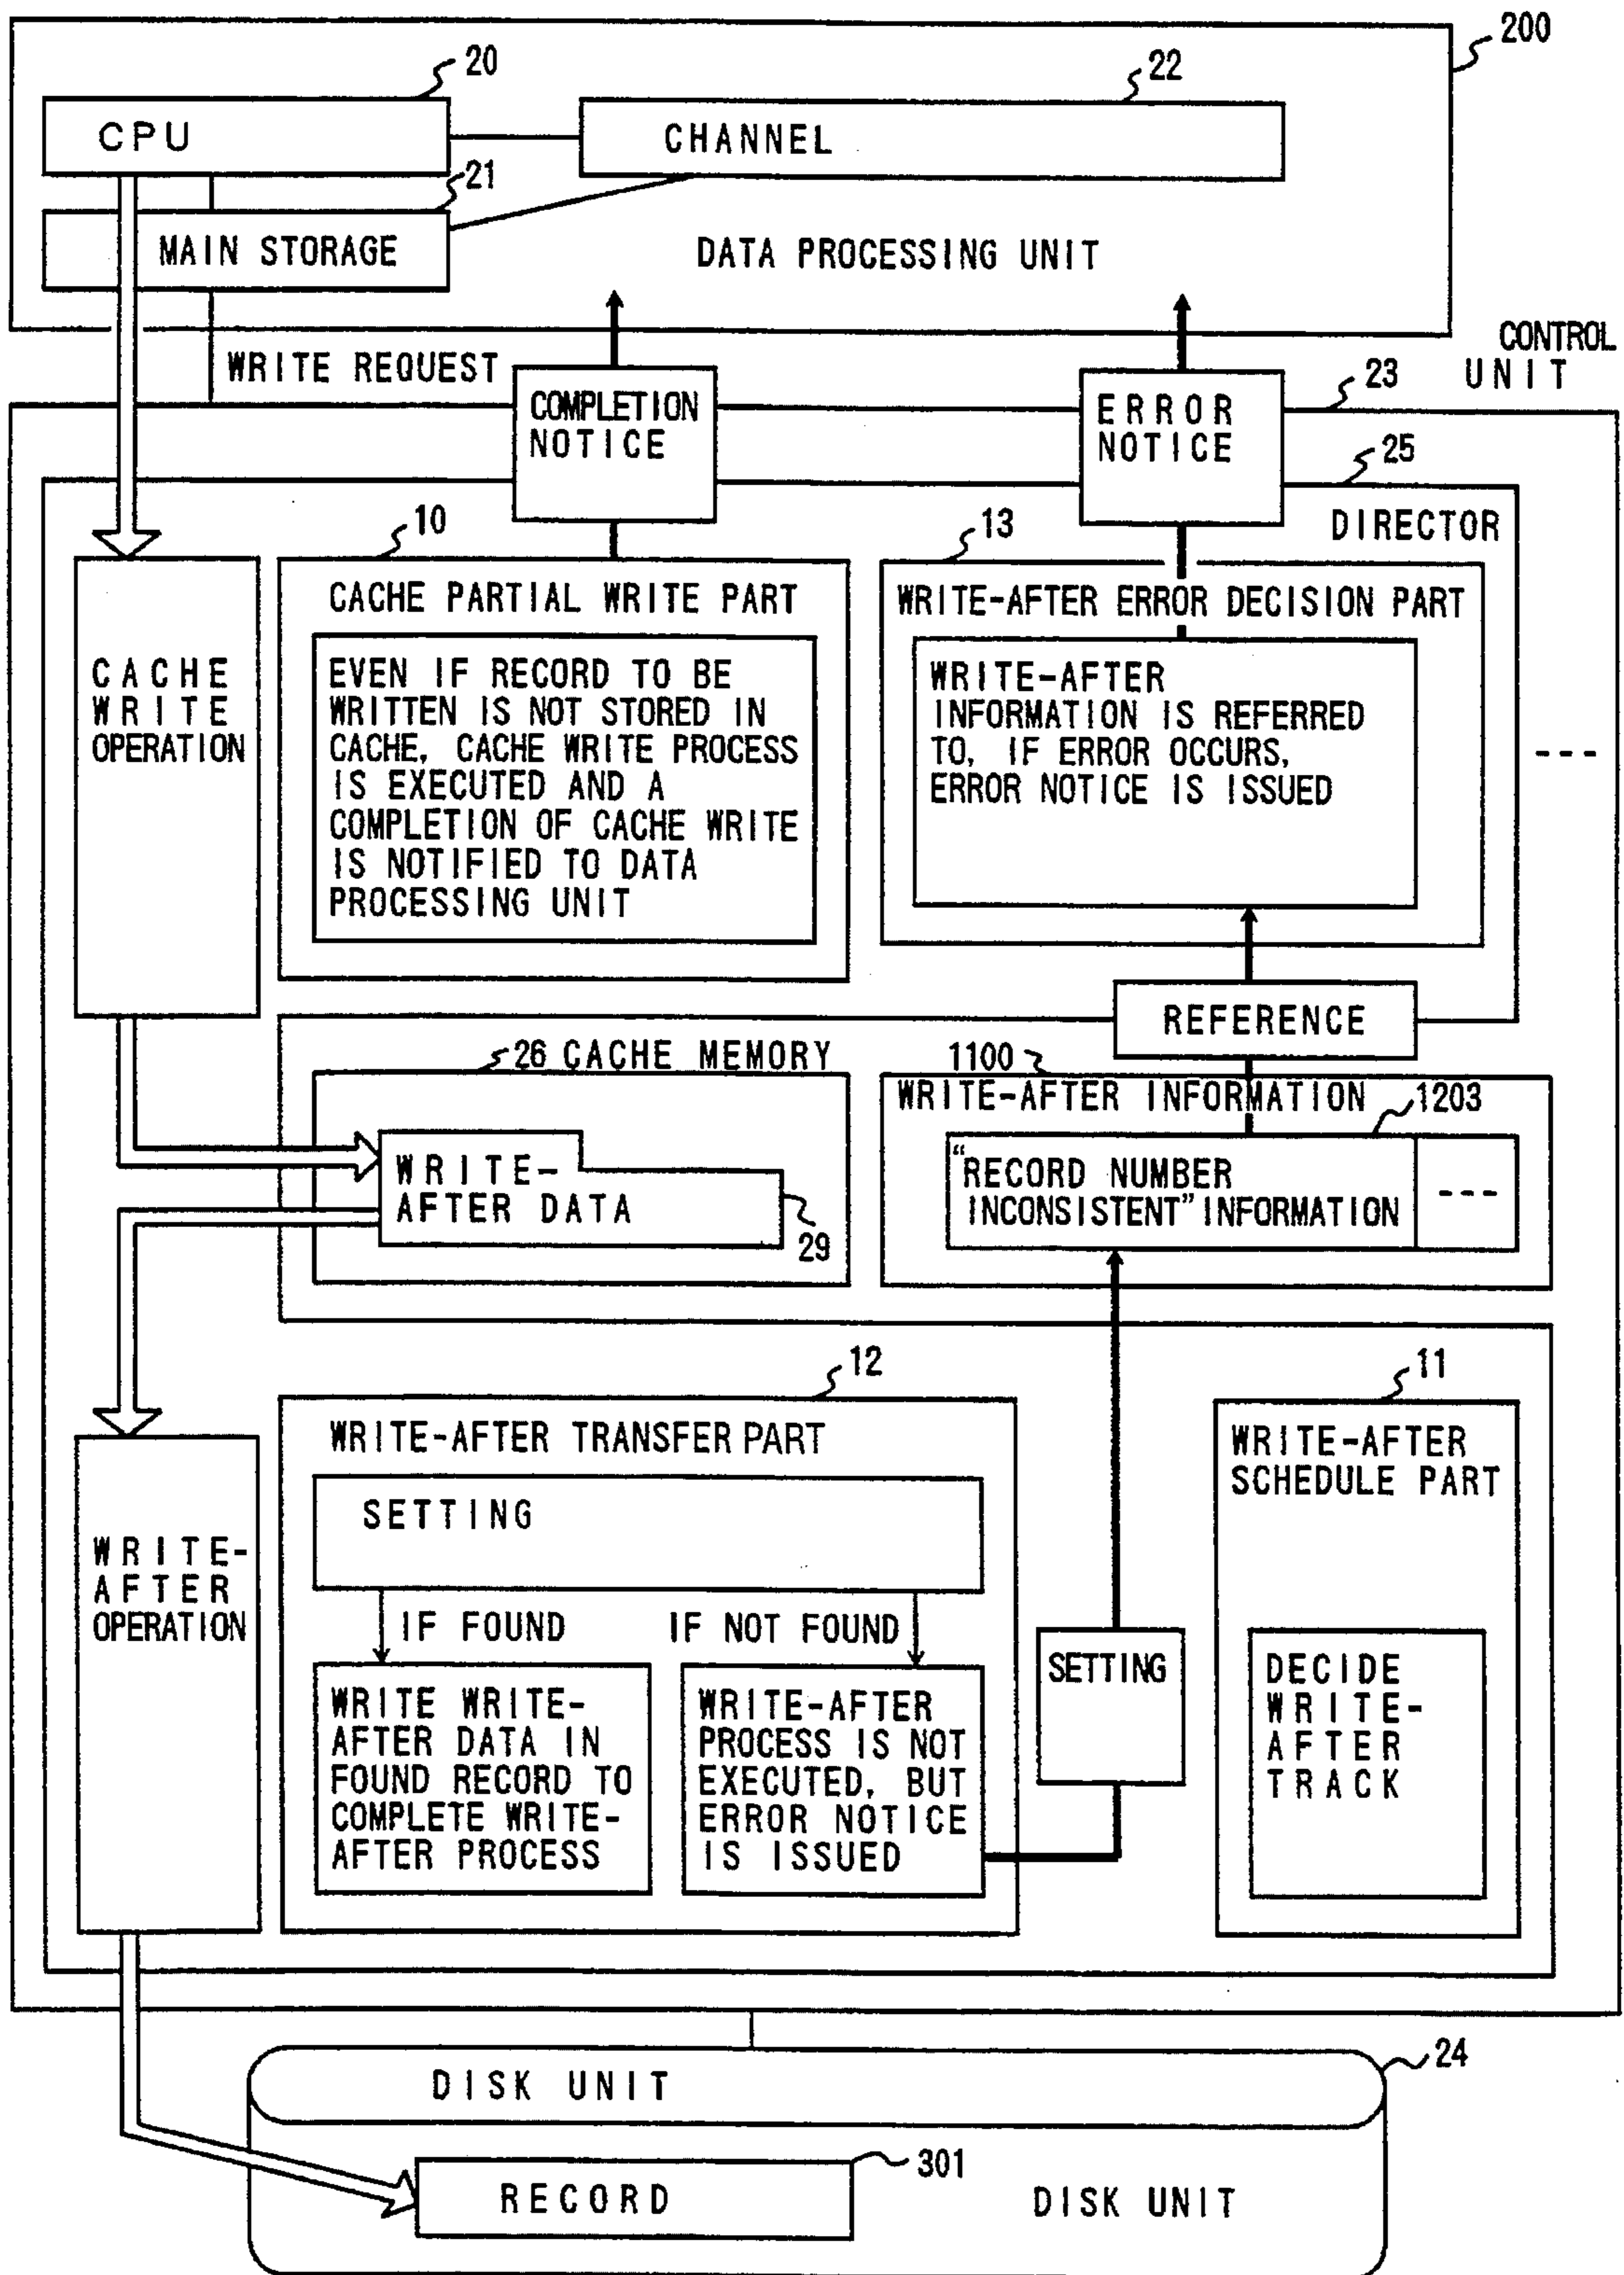 200
20
22
CPU
CHANNEL
21
MAIN STORAGE
DATA PROCESSING UNIT
CONTROL
UNIT
WRITE REQUEST
23
COMPLETION
NOTICE
ERROR
NOTICE
25
DIRECTOR
10
13
CACHE PARTIAL WRITE PART
WRITE-AFTER ERROR DECISION PART
CACHE
WRITE
OPERATION
EVEN IF RECORD TO BE
WRITTEN IS NOT STORED IN
CACHE, CACHE WRITE PROCESS
IS EXECUTED AND A
COMPLETION OF CACHE WRITE
IS NOTIFIED TO DATA
PROCESSING UNIT
WRITE-AFTER
INFORMATION IS REFERRED
TO, IF ERROR OCCURS,
ERROR NOTICE IS ISSUED
---
REFERENCE
26 CACHE MEMORY
1100
WRITE-AFTER INFORMATION
1203
WRITE-
AFTER DATA
29
"RECORD NUMBER
INCONSISTENT" INFORMATION
---
12
11
WRITE-AFTER TRANSFER PART
WRITE-AFTER
SCHEDULE PART
SETTING
WRITE-
AFTER
OPERATION
IF FOUND
IF NOT FOUND
SETTING
WRITE WRITE-
AFTER DATA IN
FOUND RECORD TO
COMPLETE WRITE-
AFTER PROCESS
WRITE-AFTER
PROCESS IS NOT
EXECUTED, BUT
ERROR NOTICE
IS ISSUED
DECIDE
WRITE-
AFTER
TRACK
24
DISK UNIT
301
RECORD
DISK UNIT